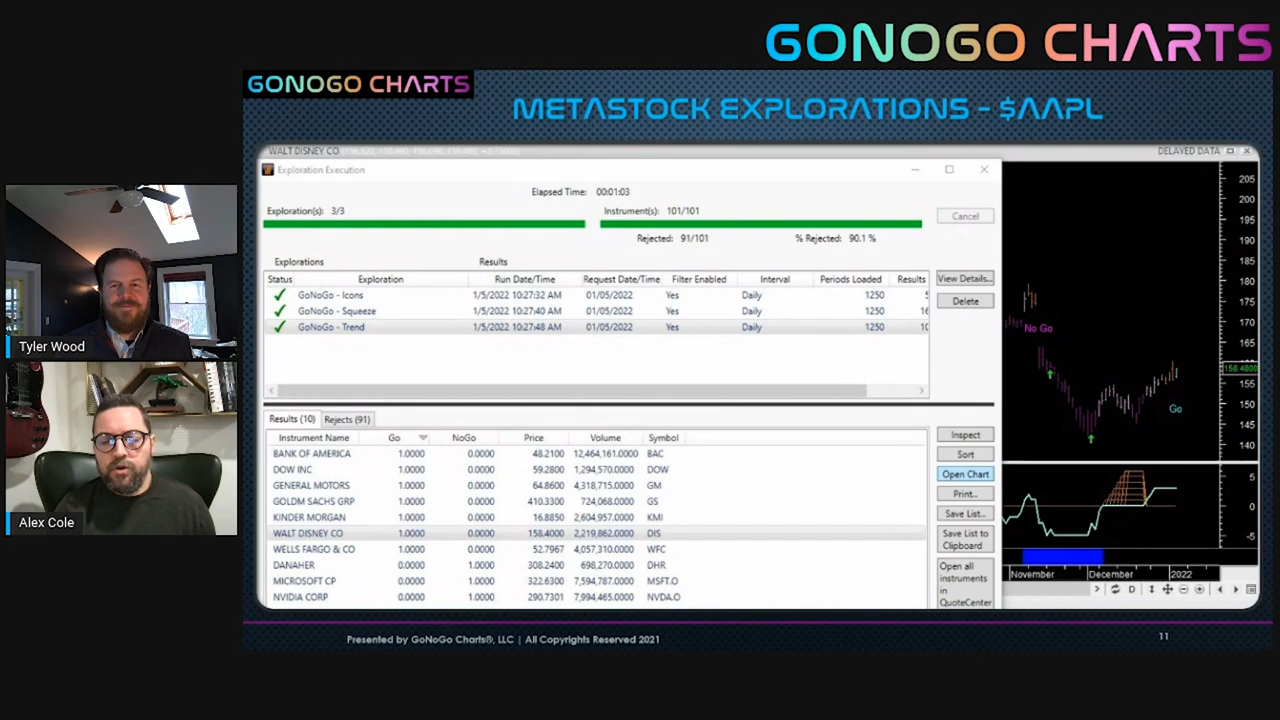 GONOGO CHARTS
GONOGO CHARTS
METASTOCK EXPLORATIONS - $AAPL
WALT DISNEY CO
DELAYED DATA
Exploration Execution
Elapsed Time: 00:01:03
Exploration(s): 3/3
Instrument(s): 101/101
Cancel
Rejected: 91/101
% Rejected: 90.1 %
Explorations
Results
Status Exploration Run Date/Time Request Date/Time Filter Enabled Interval Periods Loaded Results
View Details...
GoNoGo - Icons 1/5/2022 10:27:32 AM 01/05/2022 Yes Daily 1250
GoNoGo - Squeeze 1/5/2022 10:27:40 AM 01/05/2022 Yes Daily 1250
GoNoGo - Trend 1/5/2022 10:27:48 AM 01/05/2022 Yes Daily 1250
Delete
Results (10) Rejects (91)
Instrument Name Go NoGo Price Volume Symbol
BANK OF AMERICA 1.0000 0.0000 48.2100 12,464,161.0000 BAC
DOW INC 1.0000 0.0000 59.2800 1,294,570.0000 DOW
GENERAL MOTORS 1.0000 0.0000 64.8600 4,318,715.0000 GM
GOLDM SACHS GRP 1.0000 0.0000 410.3300 724,068.0000 GS
KINDER MORGAN 1.0000 0.0000 16.8850 2,604,957.0000 KMI
WALT DISNEY CO 1.0000 0.0000 158.4000 2,219,862.0000 DIS
WELLS FARGO & CO 1.0000 0.0000 52.7967 4,057,310.0000 WFC
DANAHER 0.0000 1.0000 308.2400 698,270.0000 DHR
MICROSOFT CP 0.0000 1.0000 322.6300 7,594,787.0000 MSFT.O
NVIDIA CORP 0.0000 1.0000 290.7301 7,994,465.0000 NVDA.O
Inspect
Sort
Open Chart
Print...
Save List...
Save List to
Clipboard
Open all
instruments
in
QuoteCenter
205
200
195
190
185
180
175
170
165
158.4800
155
150
145
140
No Go
Go
5
0
-5
November December 2022
D
Tyler Wood
Alex Cole
Presented by GoNoGo Charts®, LLC | All Copyrights Reserved 2021
11